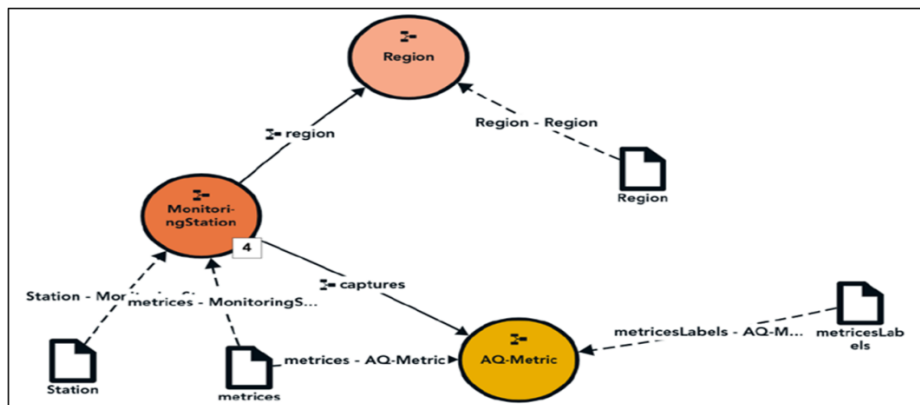 Region
region
Region - Region
Region
Monitori-
ngStation
4
captures
Station - Mo
metrices - MonitoringS...
metricesLab
els
metricesLabels - AQ-M...
AQ-Metric
metrices - AQ-Metric
Station
metrices